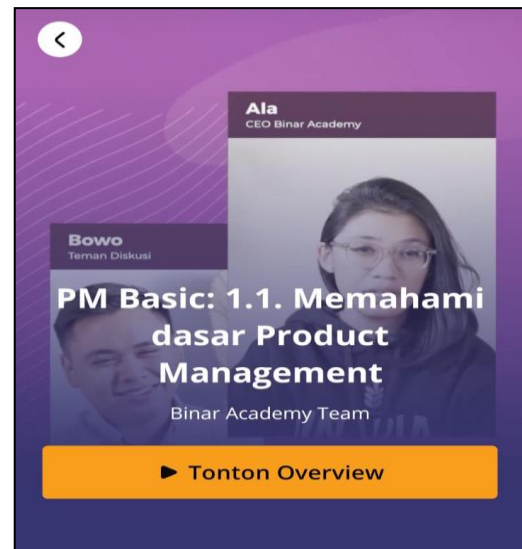 Ala
CEO Binar Academy
Bowo
Teman Diskusi
PM Basic: 1.1. Memahami
dasar Product
Management
Binar Academy Team
Tonton Overview